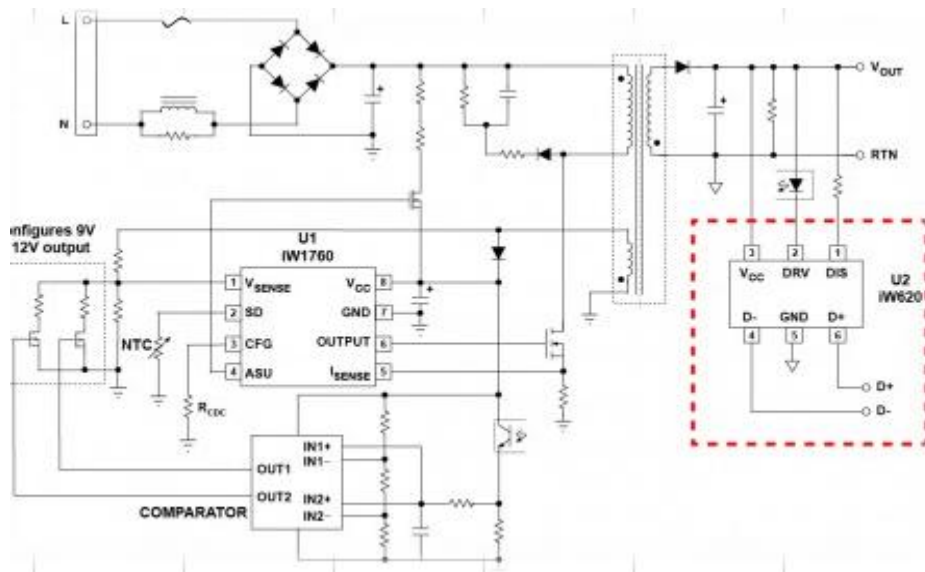 L
N
V_OUT
RTN
onfigures 9V
12V output
U1
iW1760
1 V_SENSE
2 SD
3 CFG
4 ASU
V_CC 8
GND 7
OUTPUT 6
I_SENSE 5
NTC
R_CDC
3 2 1
V_CC DRV DIS
U2
iW620
D- GND D+
4 5 6
D+
D-
IN1+
IN1−
OUT1
OUT2
IN2+
IN2−
COMPARATOR